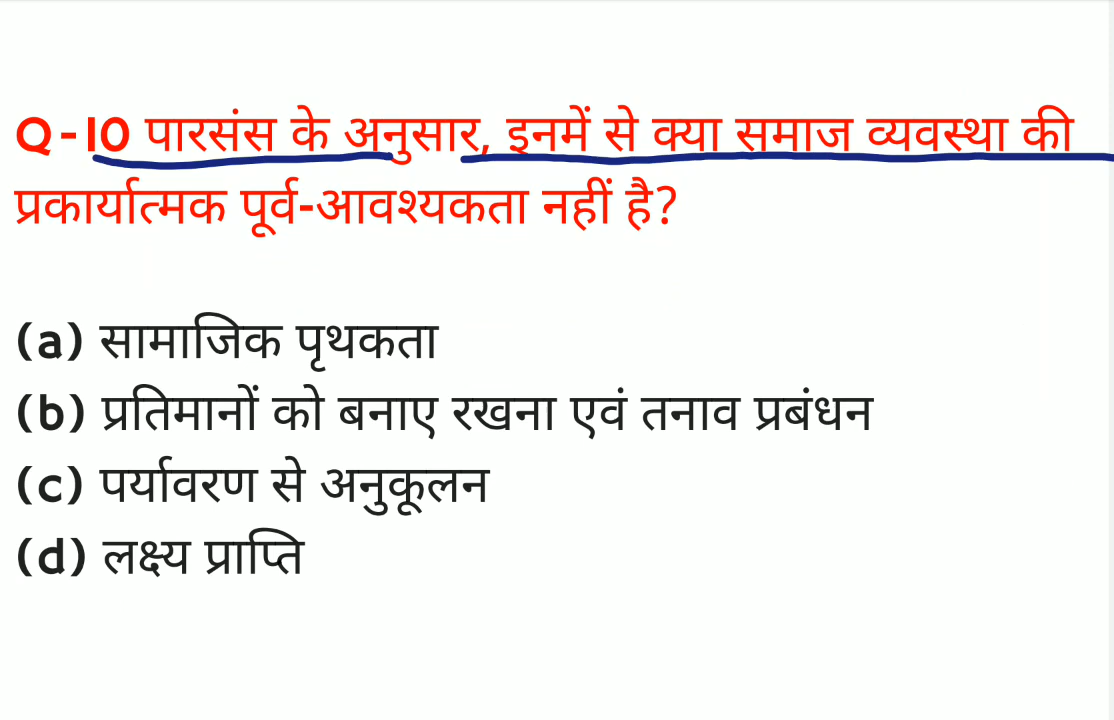 Q-10 पारसंस के अनुसार, इनमें से क्या समाज व्यवस्था की
प्रकार्यात्मक पूर्व-आवश्यकता नहीं है?
(a) सामाजिक पृथकता
(b) प्रतिमानों को बनाए रखना एवं तनाव प्रबंधन
(c) पर्यावरण से अनुकूलन
(d) लक्ष्य प्राप्ति